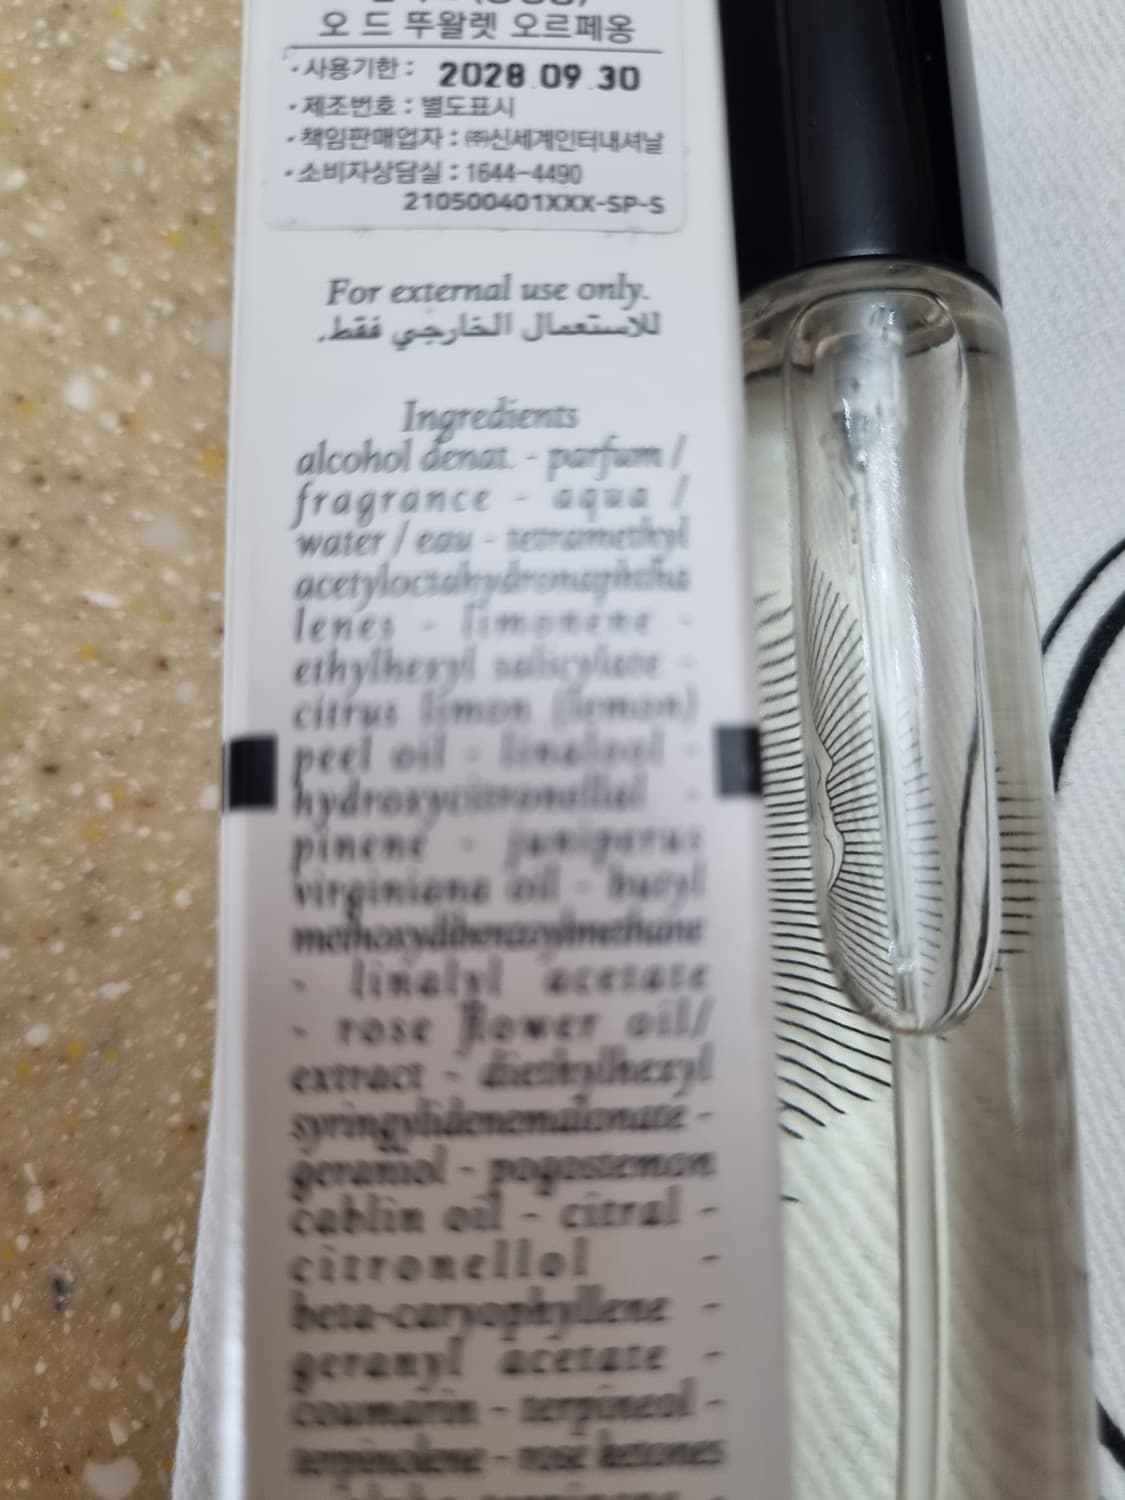 오 드 뚜왈렛 오르페옹
·사용기한 : 2028.09.30
·제조번호 : 별도표시
·책임판매업자 : ㈜신세계인터내셔날
·소비자상담실 : 1644-4490
210500401XXX-SP-S
For external use only.
للاستعمال الخارجي فقط.
Ingredients
alcohol denat. - parfum /
fragrance - aqua /
water / eau - tetramethyl
acetyloctahydronaphtha
lenes - limonene -
ethylhexyl salicylate -
citrus limon (lemon)
peel oil - linalool -
hydroxycitronellal -
pinene - juniperus
virginiana oil - butyl
methoxydibenzoylmethane
- linalyl acetate
- rose flower oil/
extract - diethylhexyl
syringylidenemalonate -
geraniol - pogostemon
cablin oil - citral -
citronellol -
beta-caryophyllene -
geranyl acetate -
coumarin - terpineol -
terpinolene - rose ketones